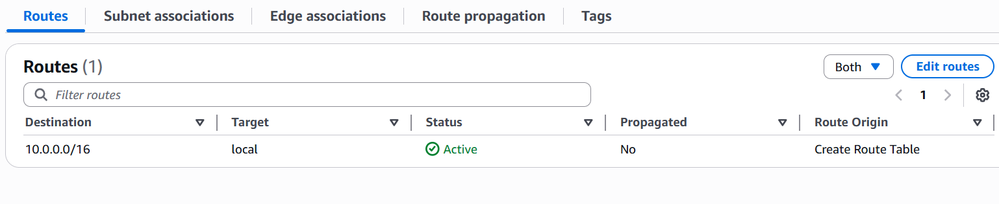 Routes Subnet associations Edge associations Route propagation Tags
Routes (1)
Both Edit routes
Filter routes
1
Destination Target Status Propagated Route Origin
10.0.0.0/16 local Active No Create Route Table